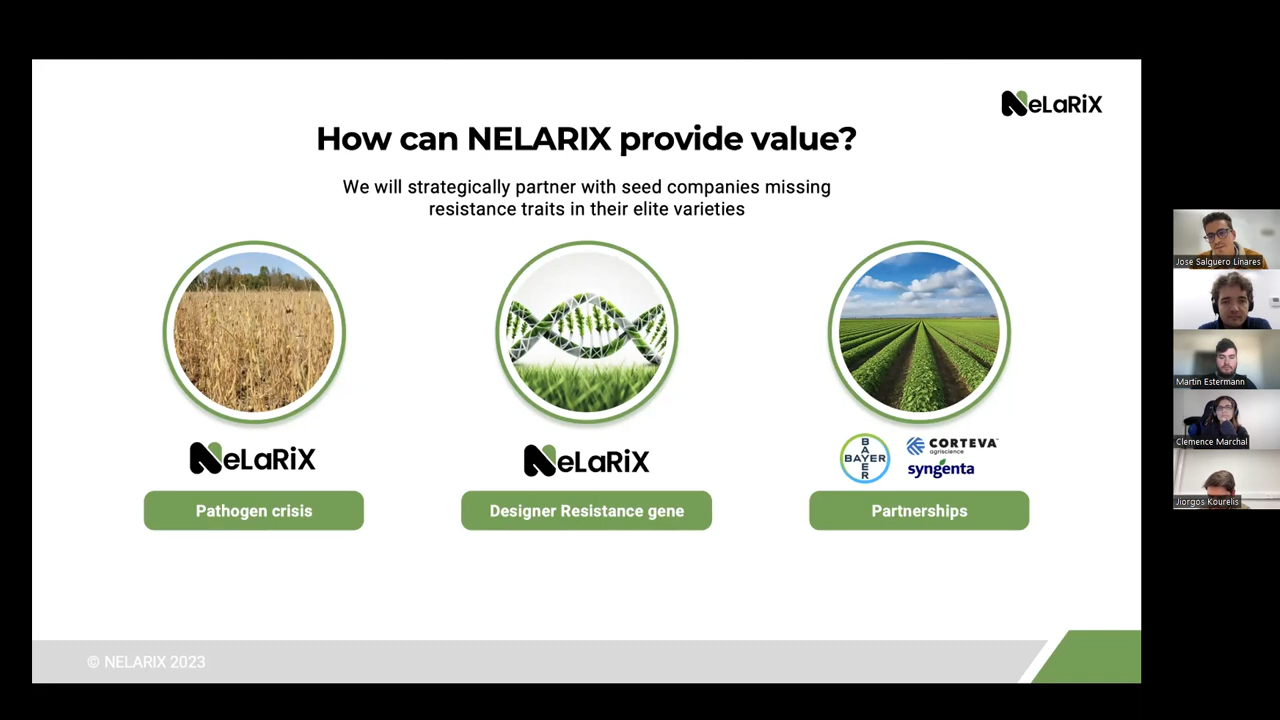 NeLaRiX
How can NELARIX provide value?
We will strategically partner with seed companies missing
resistance traits in their elite varieties
NeLaRiX
Pathogen crisis
NeLaRiX
Designer Resistance gene
BAYER
BAYER
CORTEVA
agriscience
syngenta
Partnerships
© NELARIX 2023
Jose Salguero Linares
Martin Estermann
Clemence Marchal
Jiorgos Kourelis